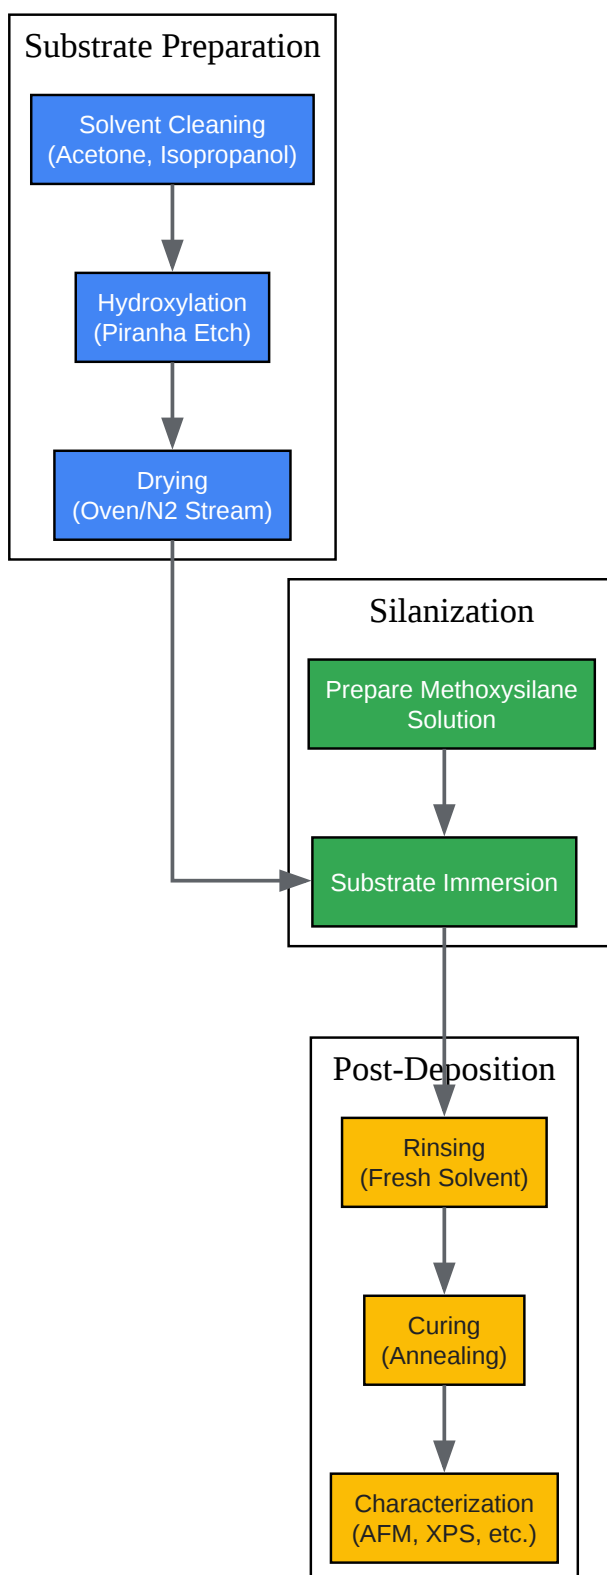 Substrate Preparation
Solvent Cleaning
(Acetone, Isopropanol)
Hydroxylation
(Piranha Etch)
Drying
(Oven/N2 Stream)
Silanization
Prepare Methoxysilane
Solution
Substrate Immersion
Post-Deposition
Rinsing
(Fresh Solvent)
Curing
(Annealing)
Characterization
(AFM, XPS, etc.)